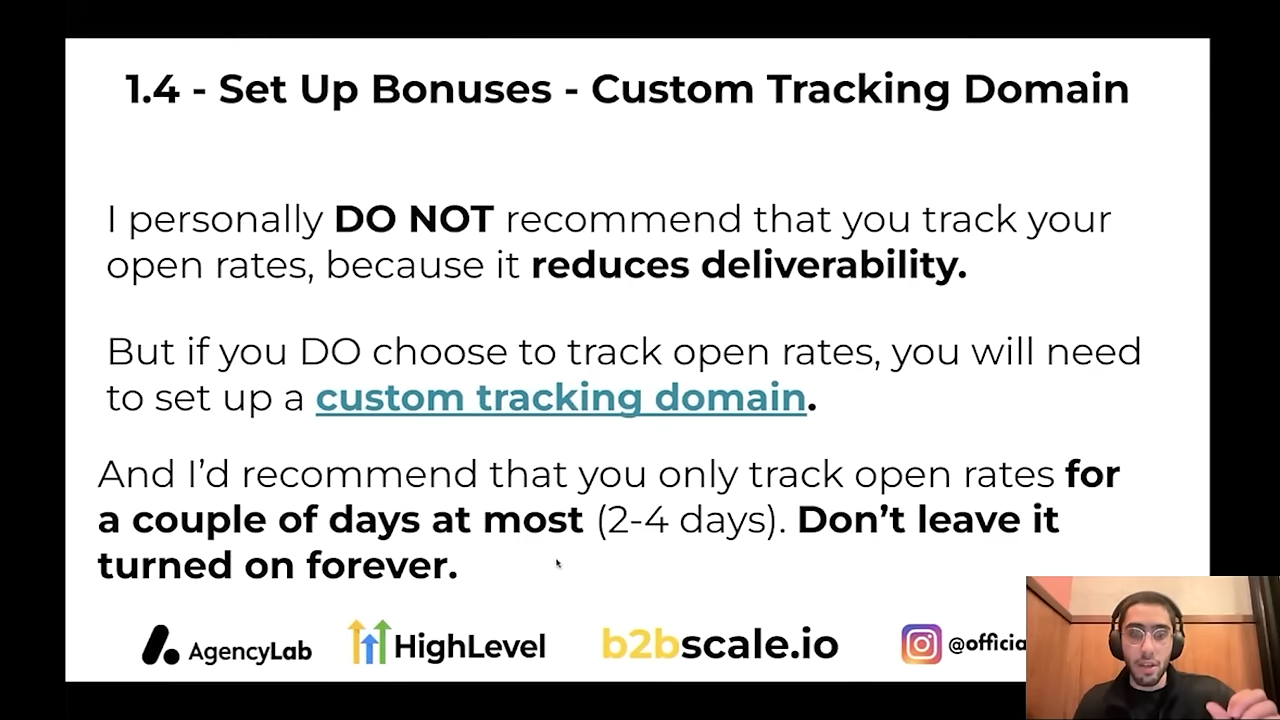 1.4 - Set Up Bonuses - Custom Tracking Domain
I personally DO NOT recommend that you track your
open rates, because it reduces deliverability.
But if you DO choose to track open rates, you will need
to set up a custom tracking domain.
And I’d recommend that you only track open rates for
a couple of days at most (2-4 days). Don’t leave it
turned on forever.
AgencyLab HighLevel b2bscale.io